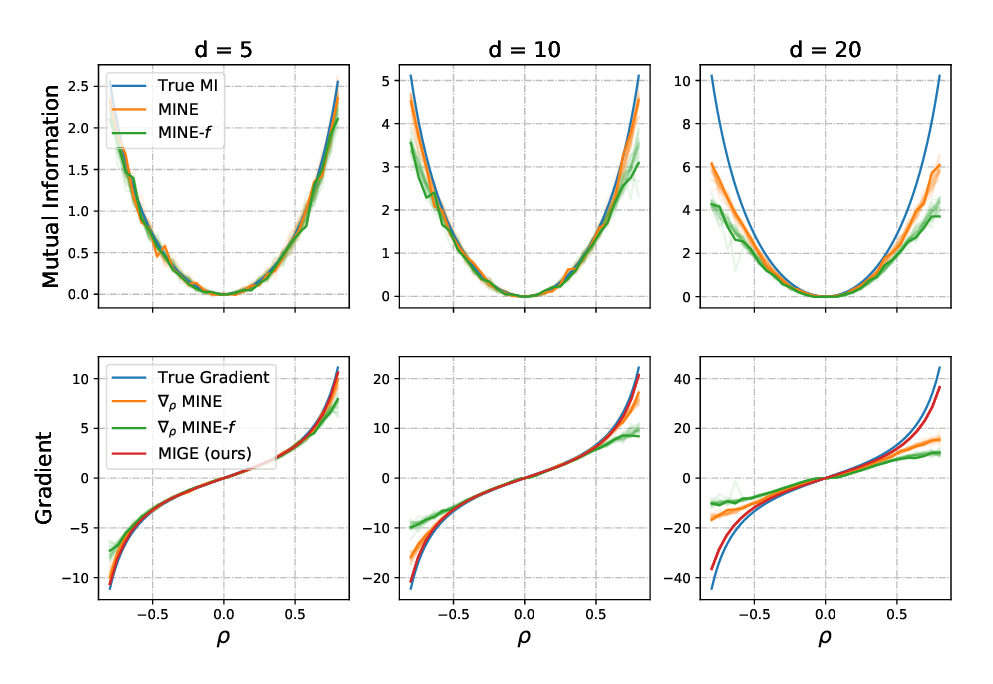 d = 5
d = 10
d = 20
Mutual Information
2.5
2.0
1.5
1.0
0.5
0.0
True MI
MINE
MINE-f
5
4
3
2
1
0
10
8
6
4
2
0
Gradient
10
5
0
−5
−10
True Gradient
∇ρ MINE
∇ρ MINE-f
MIGE (ours)
20
10
0
−10
−20
40
20
0
−20
−40
−0.5 0.0 0.5
−0.5 0.0 0.5
−0.5 0.0 0.5
ρ
ρ
ρ